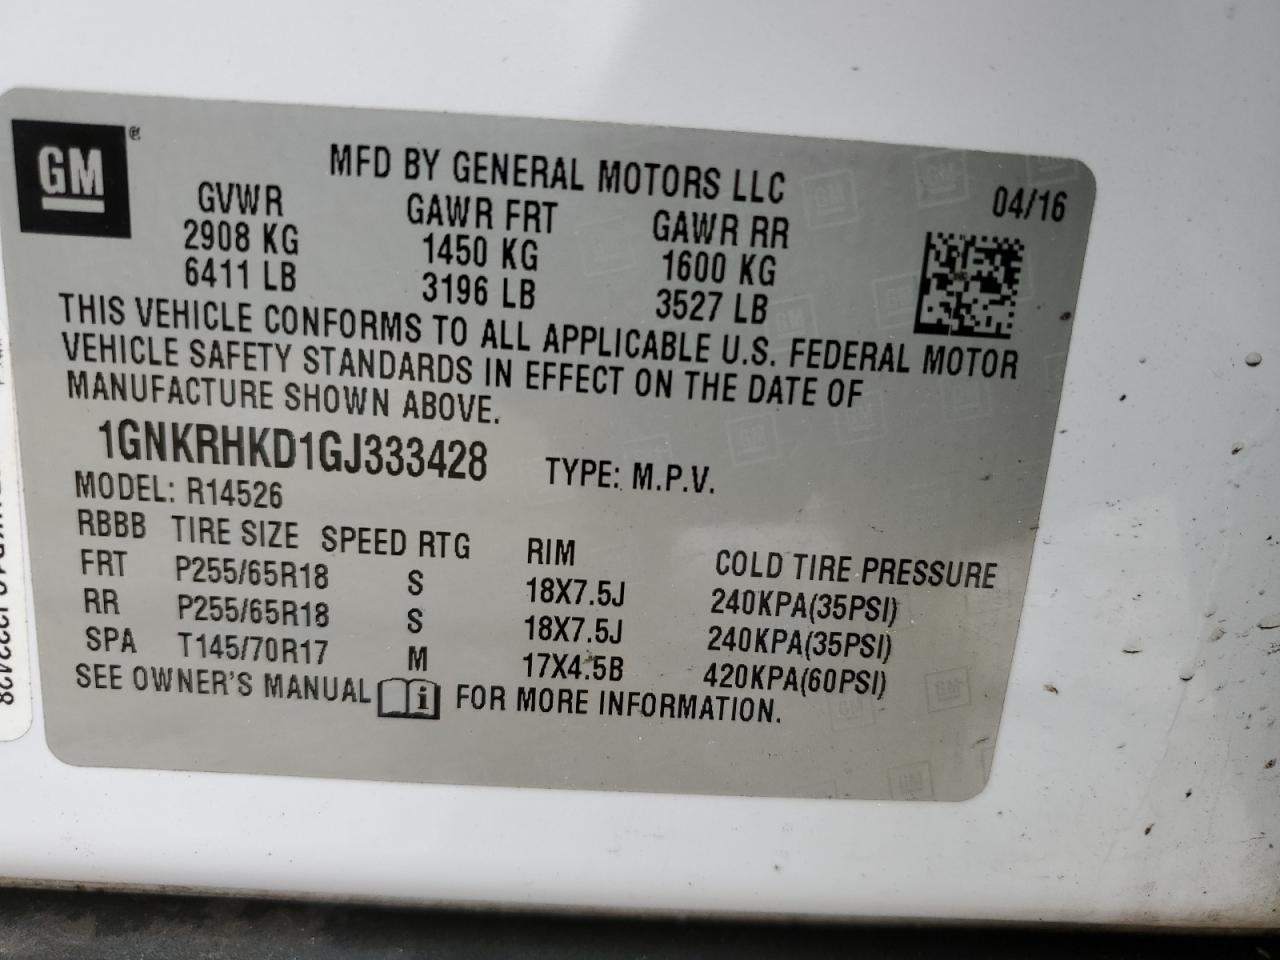 GM ®
MFD BY GENERAL MOTORS LLC
04/16
GVWR GAWR FRT GAWR RR
2908 KG 1450 KG 1600 KG
6411 LB 3196 LB 3527 LB
THIS VEHICLE CONFORMS TO ALL APPLICABLE U.S. FEDERAL MOTOR
VEHICLE SAFETY STANDARDS IN EFFECT ON THE DATE OF
MANUFACTURE SHOWN ABOVE.
1GNKRHKD1GJ333428 TYPE: M.P.V.
MODEL: R14526
RBBB TIRE SIZE SPEED RTG RIM COLD TIRE PRESSURE
FRT P255/65R18 S 18X7.5J 240KPA(35PSI)
RR P255/65R18 S 18X7.5J 240KPA(35PSI)
SPA T145/70R17 M 17X4.5B 420KPA(60PSI)
SEE OWNER'S MANUAL i FOR MORE INFORMATION.